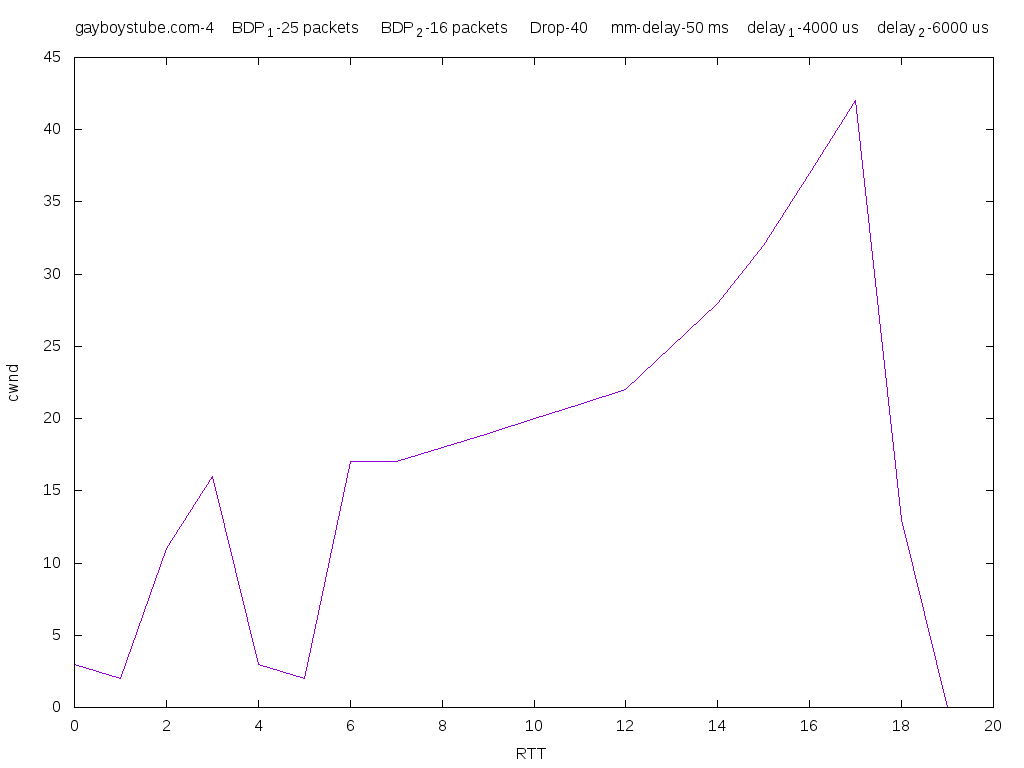 gayboystube.com-4 BDP1-25 packets BDP2-16 packets Drop-40 mm-delay-50 ms delay1-4000 us delay2-6000 us
45
40
35
30
25
20
15
10
5
0
cwnd
0 2 4 6 8 10 12 14 16 18 20
RTT